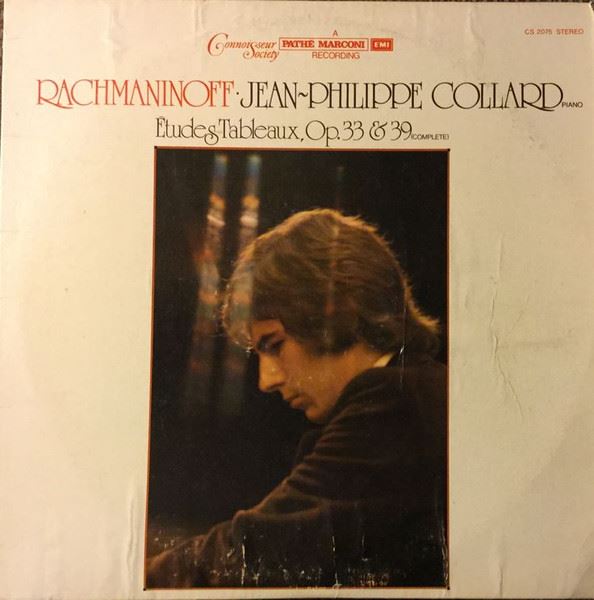 Connoisseur Society
A
PATHÉ MARCONI EMI
RECORDING
CS 2075 STEREO
RACHMANINOFF·JEAN~PHILIPPE COLLARD, PIANO
Études Tableaux, Op. 33 & 39 (COMPLETE)